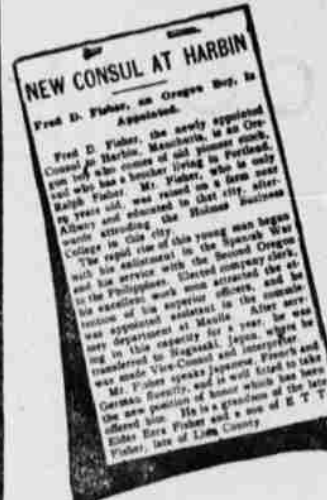 NEW CONSUL AT HARBIN
Fred D. Fisher, an Oregon Boy, Is
Appointed.
Fred D. Fisher, the newly appointed
Consul to Harbin, Manchuria, is an Ore-
gon boy who comes of old pioneer stock,
and who has a brother living in Portland,
Ralph Fisher. Mr. Fisher, who is only
years old, was raised on a farm near
Albany and educated in that city, after-
wards attending the Holmes Business
College in this city.
The rapid rise of this young man began
with his enlistment in the Spanish War
and his service with the Second Oregon
in the Philippines. Elected company clerk,
his excellent work soon attracted the at-
tention of his superior officers, and he
was appointed assistant in the
department at Manila. After serv-
ing in this capacity for a year, he was
transferred to Nagasaki, Japan, where he
was made Vice-Consul and interpreter.
Mr. Fisher speaks Japanese, French and
German fluently, and is well fitted to take
the new position of honor which has been
offered him. He is a grandson of the late
Elder Ezra Fisher and a son of E T T
Fisher, late of Linn County.